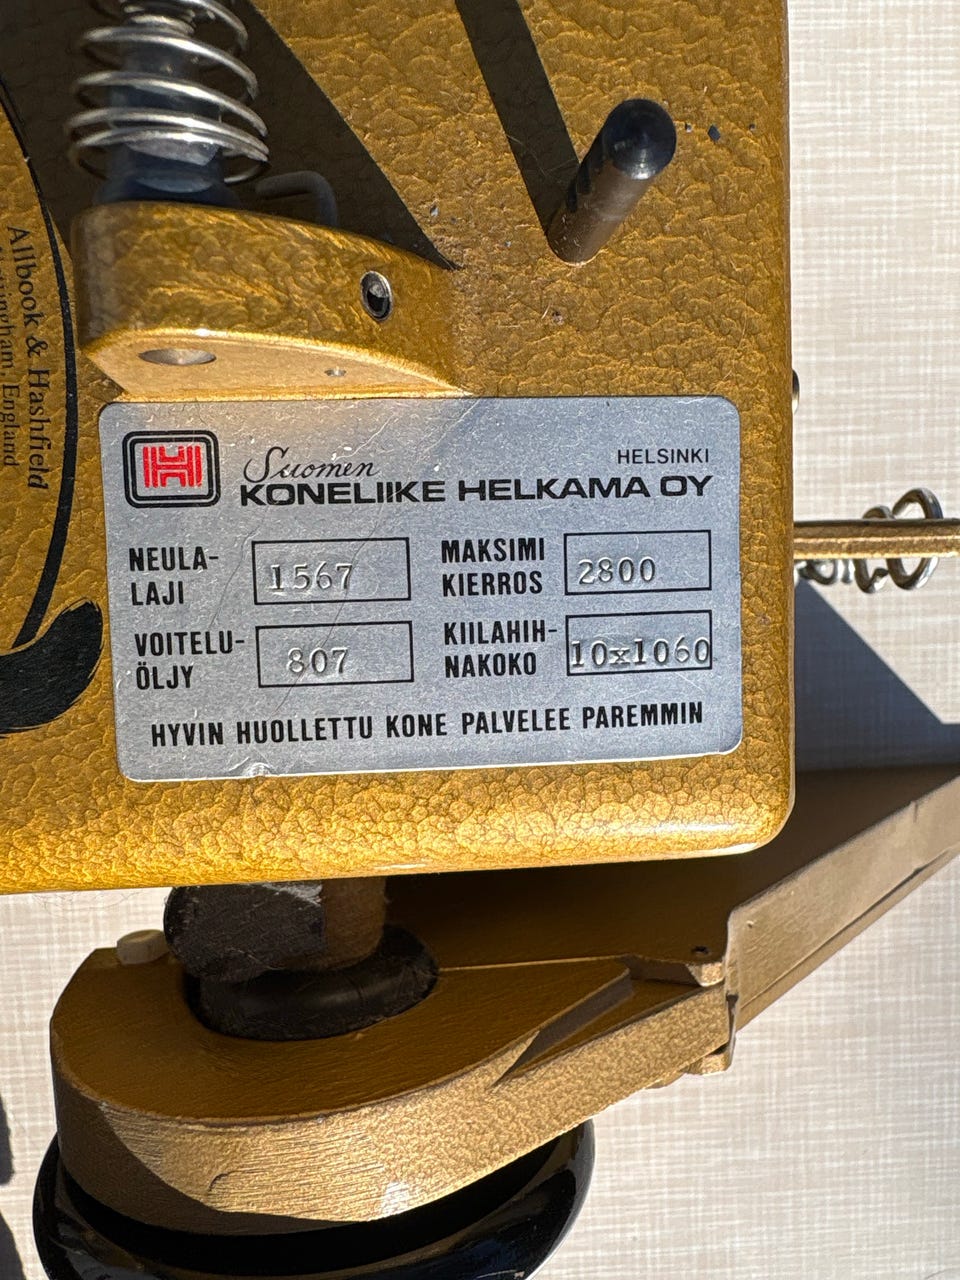 Allbook & Hashfield
Nottingham, England
Suomen
HELSINKI
KONELIIKE HELKAMA OY
NEULA-
LAJI
1567
MAKSIMI
KIERROS
2800
VOITELU-
ÖLJY
807
KIILAHIH-
NAKOKO
10x1060
HYVIN HUOLLETTU KONE PALVELEE PAREMMIN